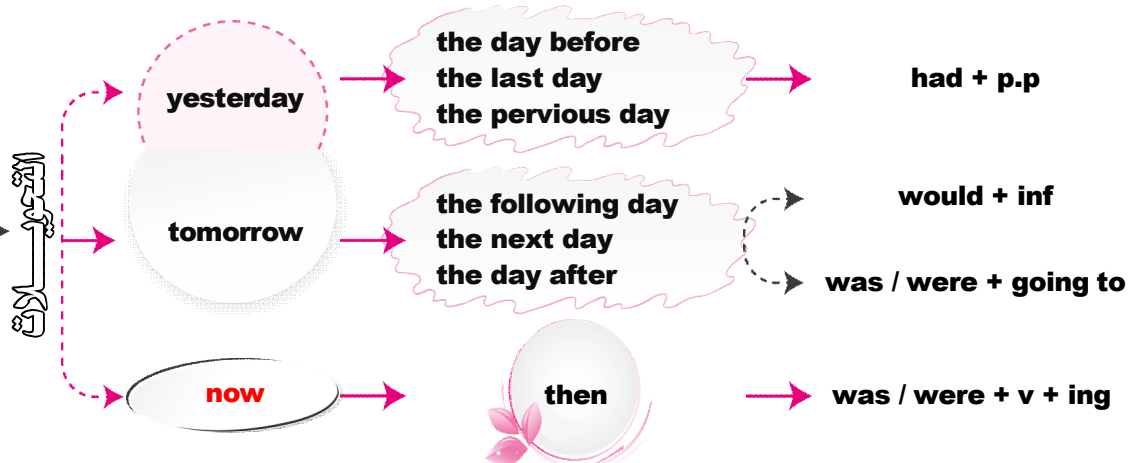 التحويـــلات
yesterday
the day before
the last day
the pervious day
had + p.p
tomorrow
the following day
the next day
the day after
would + inf
was / were + going to
now
then
was / were + v + ing